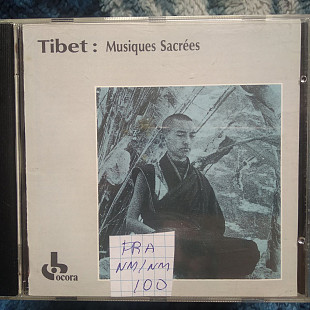 Tibet : Musiques Sacrées
FRA
NM/NM
100
ocora